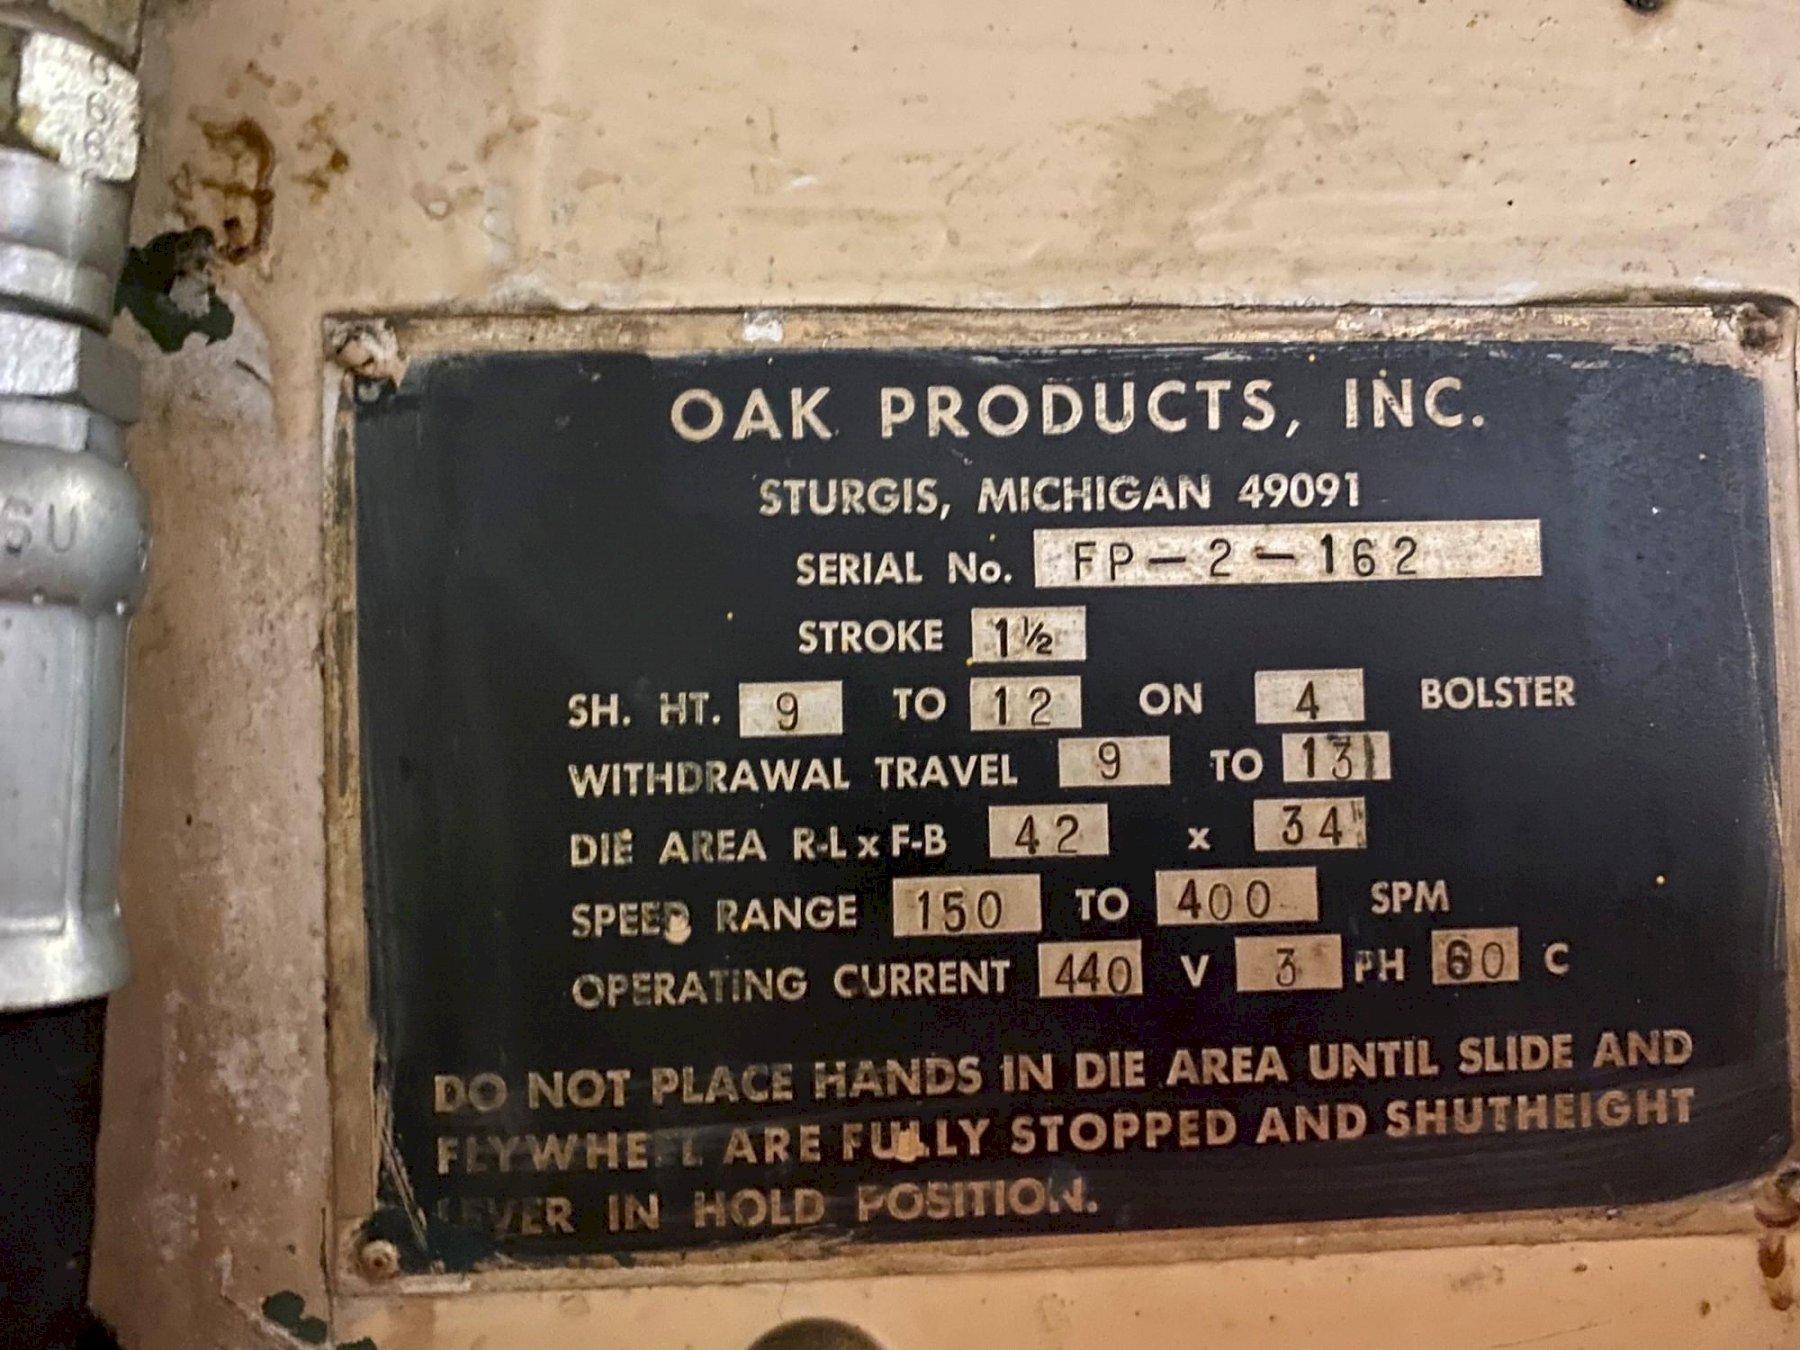 OAK PRODUCTS, INC.
STURGIS, MICHIGAN 49091
SERIAL No. FP-2-162
STROKE 1½
SH. HT. 9 TO 12 ON 4 BOLSTER
WITHDRAWAL TRAVEL 9 TO 13
DIE AREA R-L x F-B 42 x 34"
SPEED RANGE 150 TO 400 SPM
OPERATING CURRENT 440 V 3 PH 60 C
DO NOT PLACE HANDS IN DIE AREA UNTIL SLIDE AND
FLYWHEEL ARE FULLY STOPPED AND SHUTHEIGHT
LEVER IN HOLD POSITION.